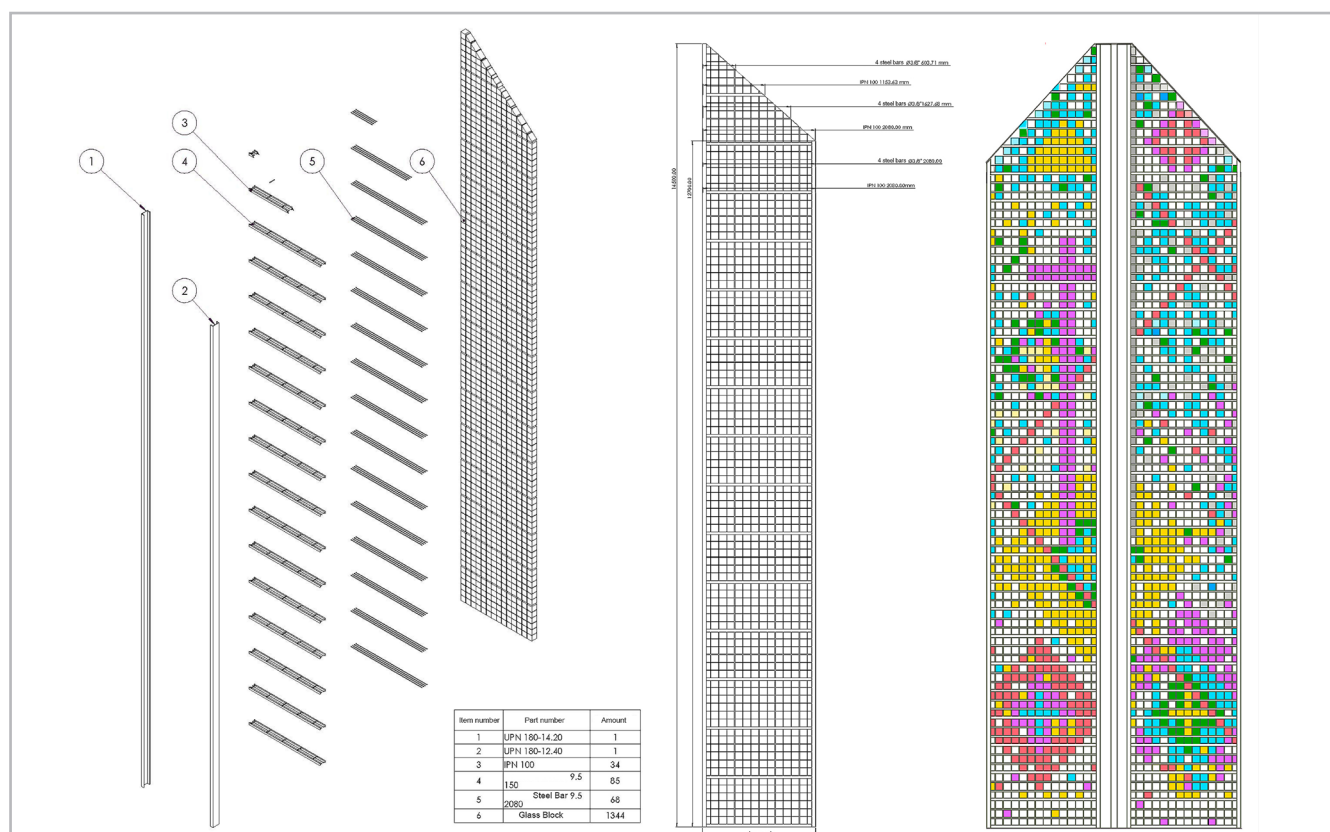 3
4
5
6
1
2
4 steel bars
IPN 100
4 steel bars
IPN 100 2080.00 mm
4 steel bars
IPN 100
14550.00
Item number Part number Amount
1 UPN 180-14.20 1
2 UPN 180-12.40 1
3 IPN 100 34
4 9.5
150 85
5 Steel Bar 9.5
2080 68
6 Glass Block 1344